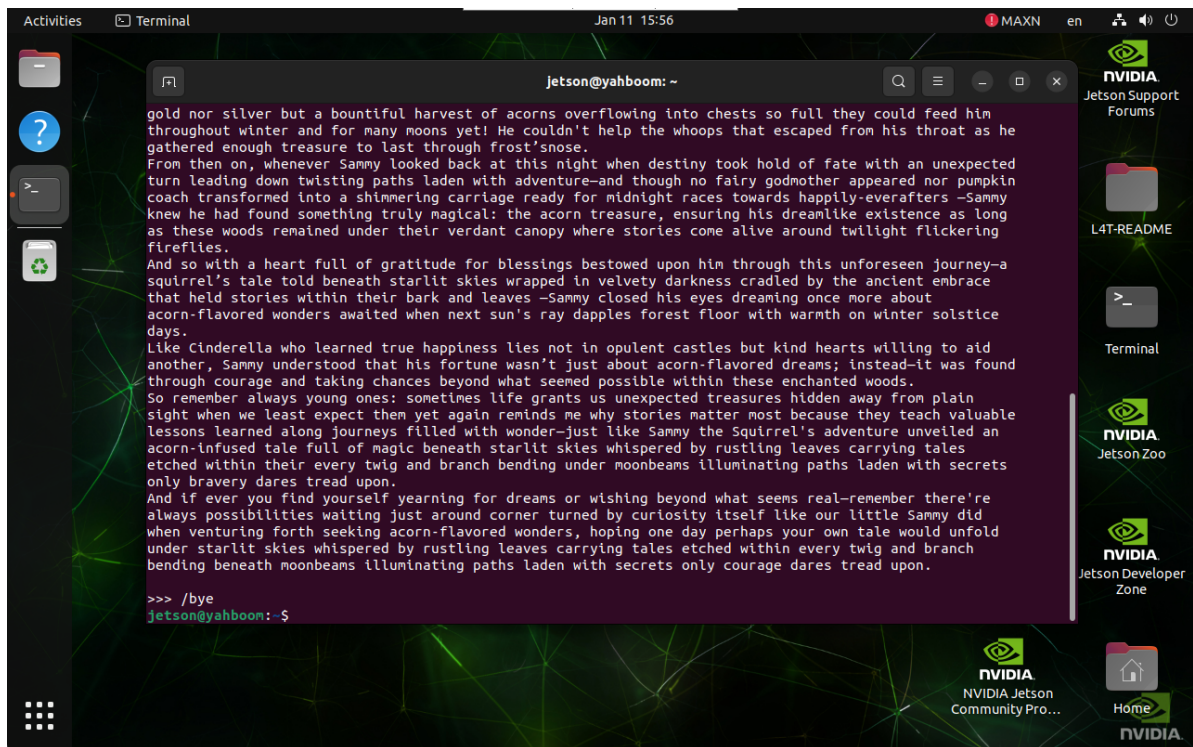 Activities
Terminal
Jan 11 15:56
MAXN
en
jetson@yahboom: ~
gold nor silver but a bountiful harvest of acorns overflowing into chests so full they could feed him
throughout winter and for many moons yet! He couldn't help the whoops that escaped from his throat as he
gathered enough treasure to last through frost’snose.
From then on, whenever Sammy looked back at this night when destiny took hold of fate with an unexpected
turn leading down twisting paths laden with adventure—and though no fairy godmother appeared nor pumpkin
coach transformed into a shimmering carriage ready for midnight races towards happily-everafters —Sammy
knew he had found something truly magical: the acorn treasure, ensuring his dreamlike existence as long
as these woods remained under their verdant canopy where stories come alive around twilight flickering
fireflies.
And so with a heart full of gratitude for blessings bestowed upon him through this unforeseen journey—a
squirrel’s tale told beneath starlit skies wrapped in velvety darkness cradled by the ancient embrace
that held stories within their bark and leaves —Sammy closed his eyes dreaming once more about
acorn-flavored wonders awaited when next sun's ray dapples forest floor with warmth on winter solstice
days.
Like Cinderella who learned true happiness lies not in opulent castles but kind hearts willing to aid
another, Sammy understood that his fortune wasn’t just about acorn-flavored dreams; instead—it was found
through courage and taking chances beyond what seemed possible within these enchanted woods.
So remember always young ones: sometimes life grants us unexpected treasures hidden away from plain
sight when we least expect them yet again reminds me why stories matter most because they teach valuable
lessons learned along journeys filled with wonder—just like Sammy the Squirrel's adventure unveiled an
acorn-infused tale full of magic beneath starlit skies whispered by rustling leaves carrying tales
etched within their every twig and branch bending under moonbeams illuminating paths laden with secrets
only bravery dares tread upon.
And if ever you find yourself yearning for dreams or wishing beyond what seems real—remember there're
always possibilities waiting just around corner turned by curiosity itself like our little Sammy did
when venturing forth seeking acorn-flavored wonders, hoping one day perhaps your own tale would unfold
under starlit skies whispered by rustling leaves carrying tales etched within every twig and branch
bending beneath moonbeams illuminating paths laden with secrets only courage dares tread upon.
>>> /bye
jetson@yahboom:~$
NVIDIA.
Jetson Support
Forums
L4T-README
>_
Terminal
NVIDIA.
Jetson Zoo
NVIDIA.
Jetson Developer
Zone
NVIDIA.
NVIDIA Jetson
Community Pro...
Home
NVIDIA.